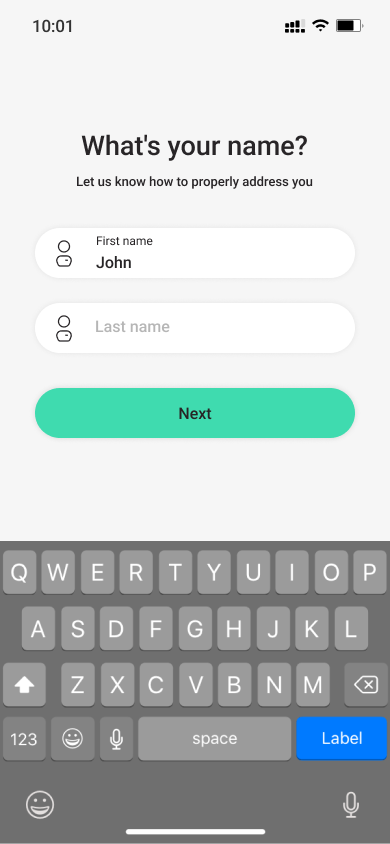 10:01
What's your name?
Let us know how to properly address you
First name
John
Last name
Next
Q W E R T Y U I O P
A S D F G H J K L
Z X C V B N M
123 space Label